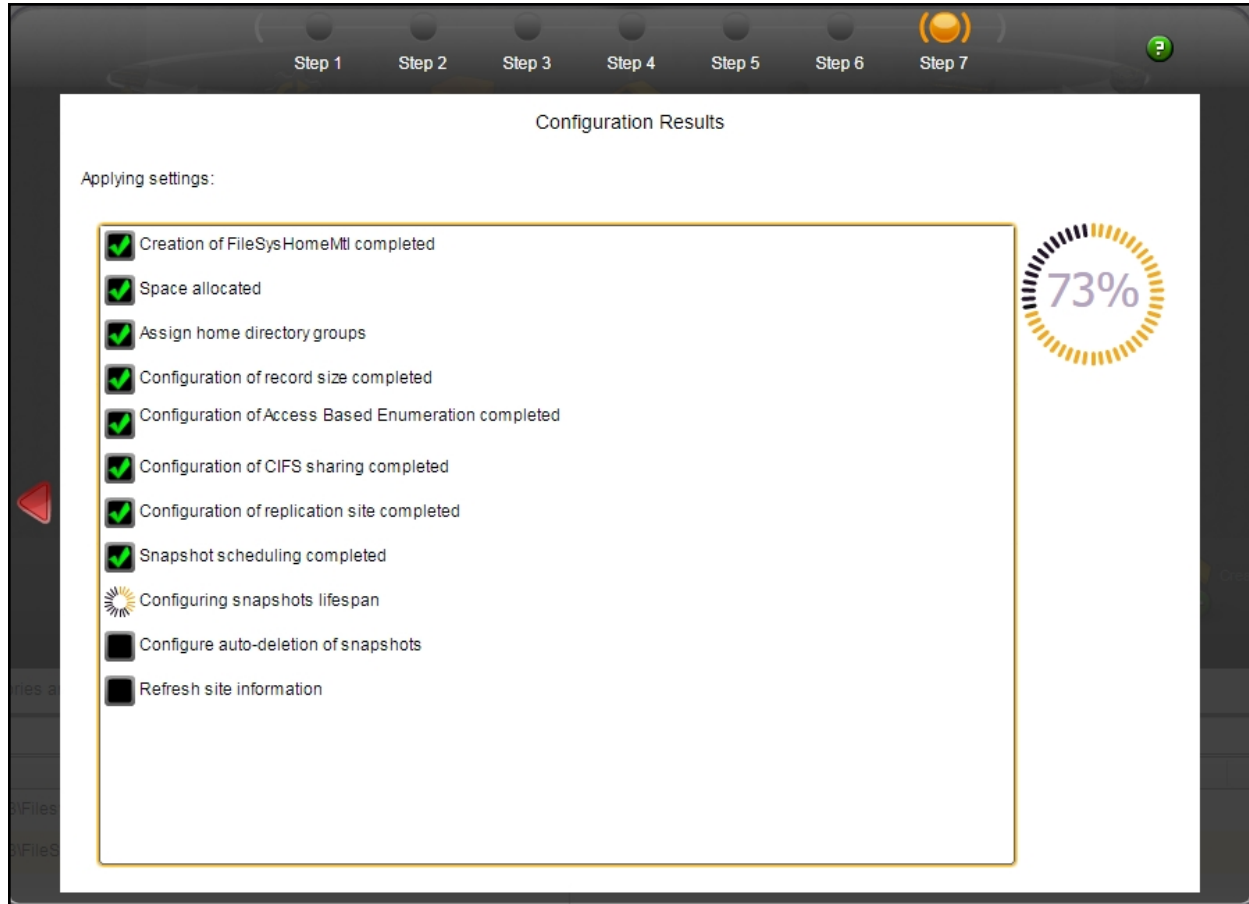 Step 1 Step 2 Step 3 Step 4 Step 5 Step 6 Step 7
?
Configuration Results
Applying settings:
Creation of FileSysHomeMtl completed
73%
Space allocated
Assign home directory groups
Configuration of record size completed
Configuration of Access Based Enumeration completed
Configuration of CIFS sharing completed
Configuration of replication site completed
Snapshot scheduling completed
Configuring snapshots lifespan
Configure auto-deletion of snapshots
Refresh site information